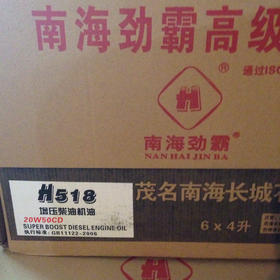 南海劲霸高级
通过ISO
南海劲霸
NAN HAI JIN BA
H518
增压柴油机油
20W50CD
SUPER BOOST DIESEL ENGINE OIL
执行标准:GB11122-2006
茂名南海长城
6x4升